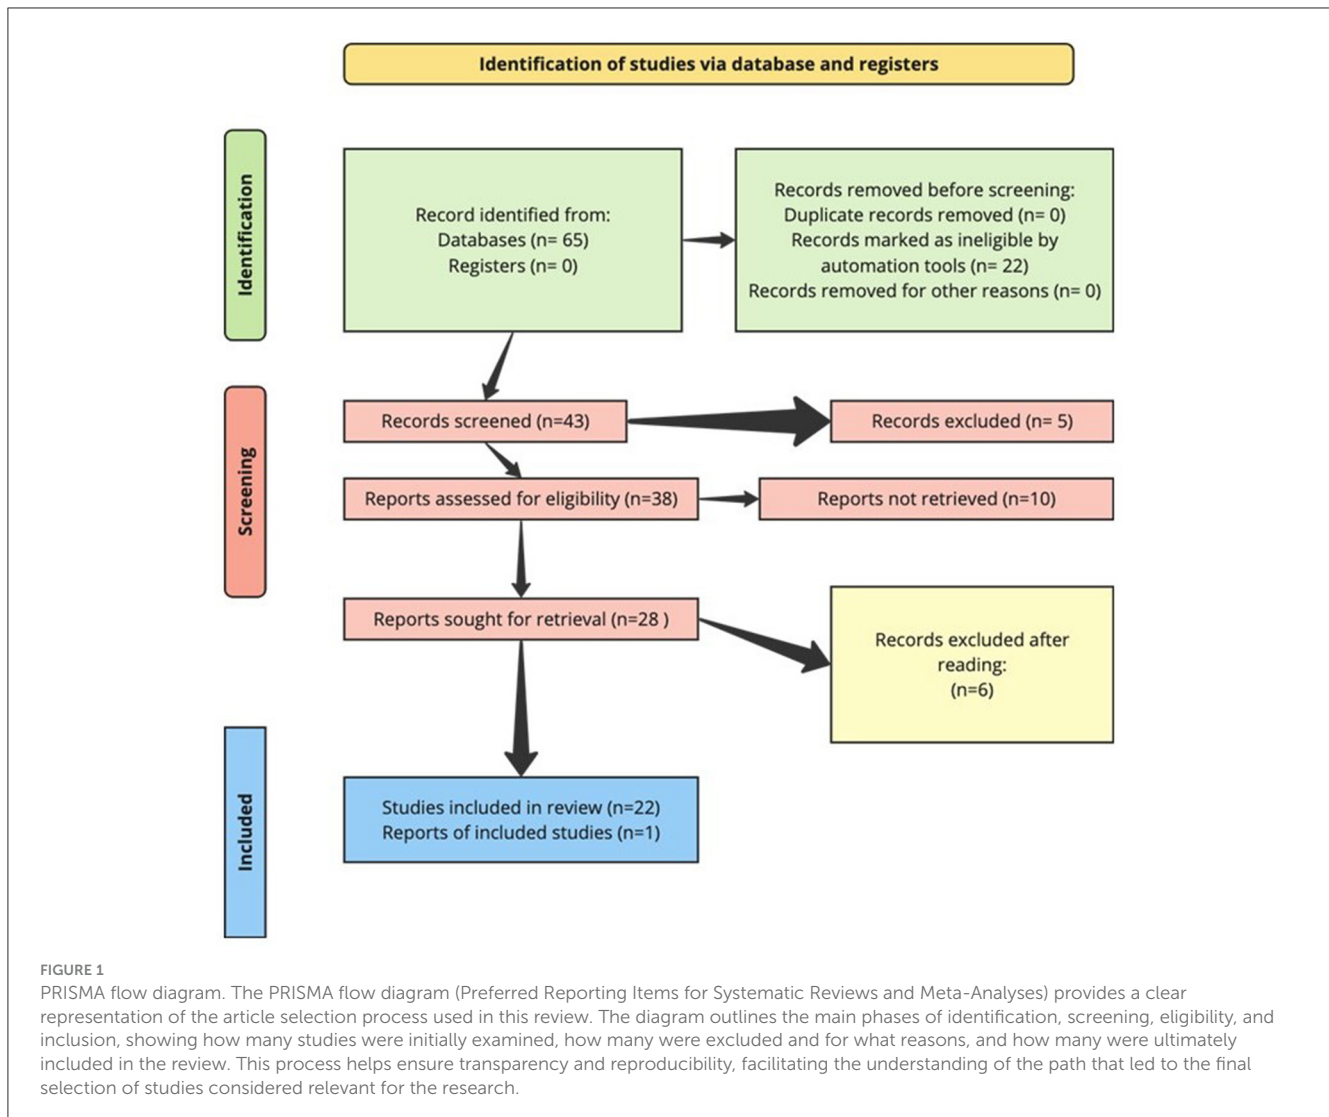 Identification of studies via database and registers
Identification
Record identified from:
Databases (n= 65)
Registers (n= 0)
Records removed before screening:
Duplicate records removed (n= 0)
Records marked as ineligible by
automation tools (n= 22)
Records removed for other reasons (n= 0)
Screening
Records screened (n=43)
Records excluded (n= 5)
Reports assessed for eligibility (n=38)
Reports not retrieved (n=10)
Reports sought for retrieval (n=28 )
Records excluded after
reading:
(n=6)
Included
Studies included in review (n=22)
Reports of included studies (n=1)
FIGURE 1
PRISMA flow diagram. The PRISMA flow diagram (Preferred Reporting Items for Systematic Reviews and Meta-Analyses) provides a clear
representation of the article selection process used in this review. The diagram outlines the main phases of identification, screening, eligibility, and
inclusion, showing how many studies were initially examined, how many were excluded and for what reasons, and how many were ultimately
included in the review. This process helps ensure transparency and reproducibility, facilitating the understanding of the path that led to the final
selection of studies considered relevant for the research.